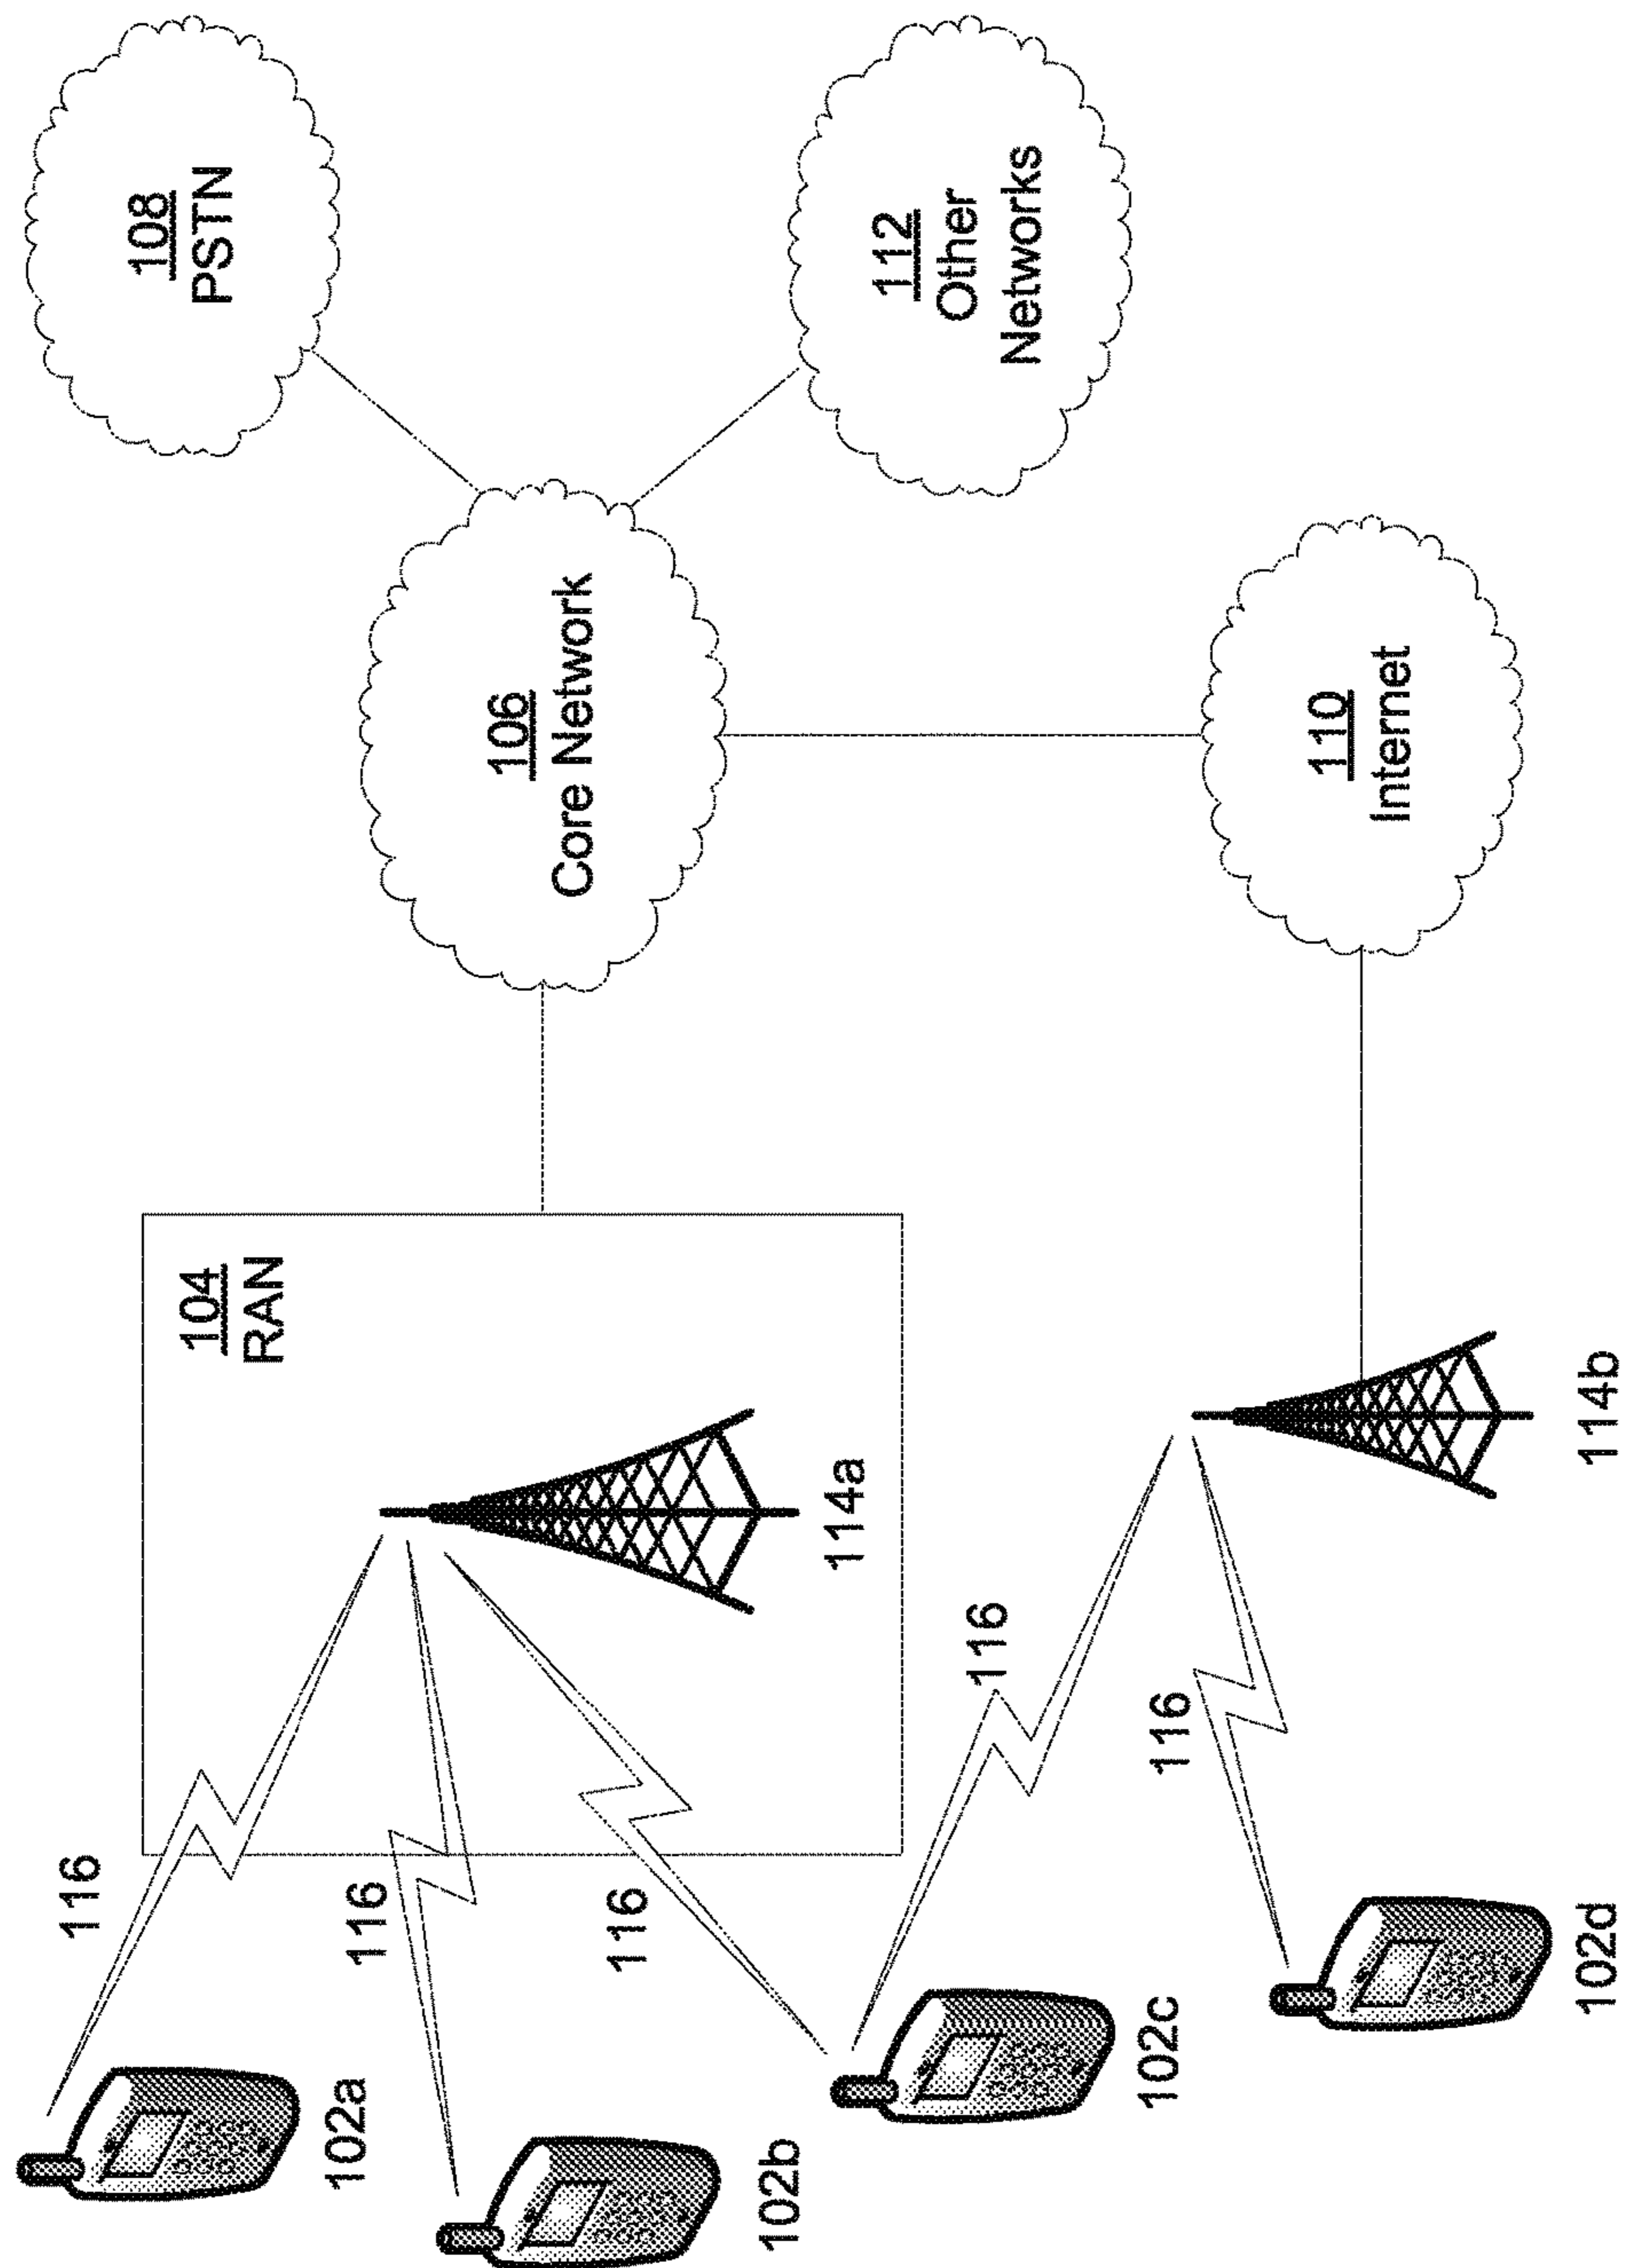 108
PSTN
106
Core Network
112
Other
Networks
104
RAN
110
Internet
114a
114b
116
116
116
116
116
102a
102b
102c
102d